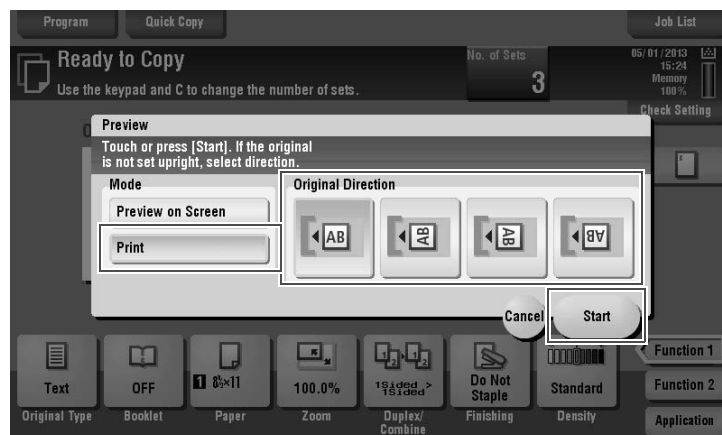 Program
Quick Copy
Job List
Ready to Copy
No. of Sets
3
Use the keypad and C to change the number of sets.
05/01/2013
15:24
Memory
100%
Check Setting
Preview
Touch or press [Start]. If the original
is not set upright, select direction.
Mode
Original Direction
Preview on Screen
Print
AB
AB
AB
AB
Cancel
Start
Text
OFF
1 8½×11
100.0%
1Sided >
1Sided
Do Not
Staple
Standard
Function 1
Function 2
Application
Original Type
Booklet
Paper
Zoom
Duplex/
Combine
Finishing
Density